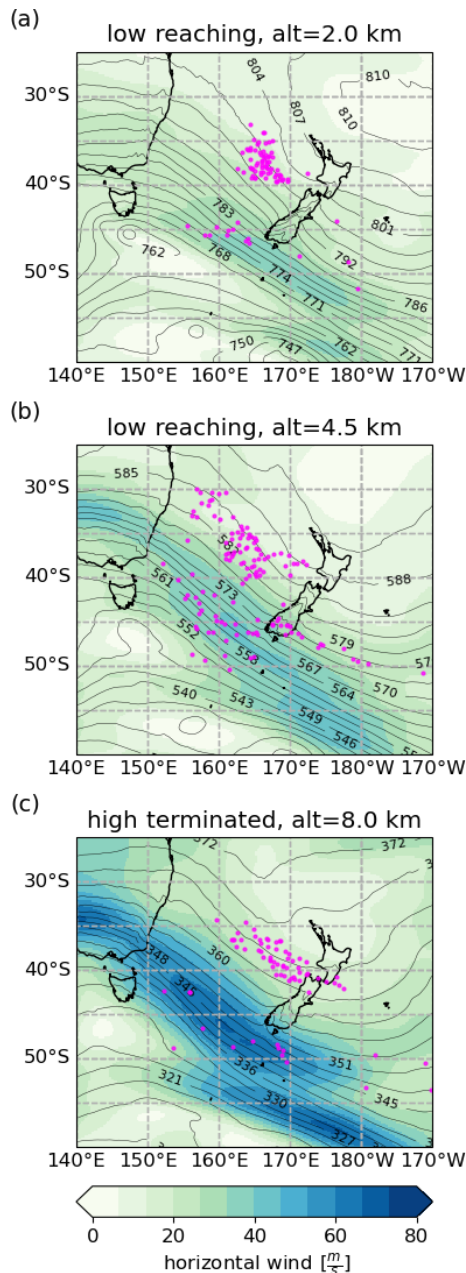 (a)
low reaching, alt=2.0 km
30°S
40°S
50°S
804
810
807
810
783
801
762
768
792
774
771
786
750
747
762
771
140°E 150°E 160°E 170°E 180°W 170°W
(b)
low reaching, alt=4.5 km
30°S
40°S
50°S
585
561
573
588
552
579
558
567
570
540
543
564
549
546
140°E 150°E 160°E 170°E 180°W 170°W
(c)
high terminated, alt=8.0 km
30°S
40°S
50°S
372
372
348
360
345
336
351
321
330
345
327
140°E 150°E 160°E 170°E 180°W 170°W
0 20 40 60 80
horizontal wind [m/s]